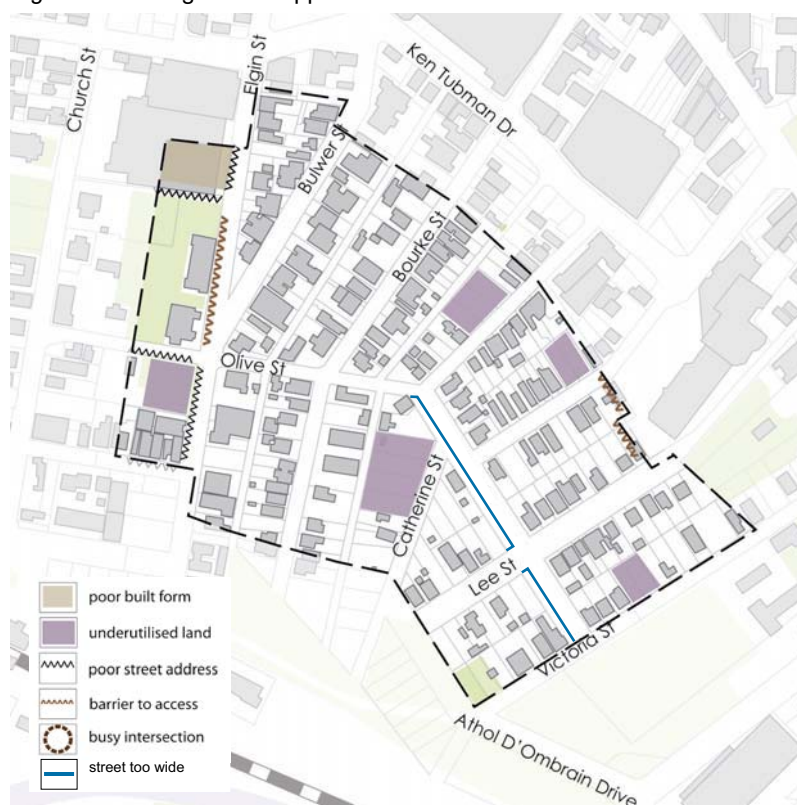 Church St
Elgin St
Ken Tubman Dr
Bulwer St
Bourke St
Olive St
Catherine St
Lee St
Victoria St
Athol D'Ombrain Drive
poor built form
underutilised land
poor street address
barrier to access
busy intersection
street too wide